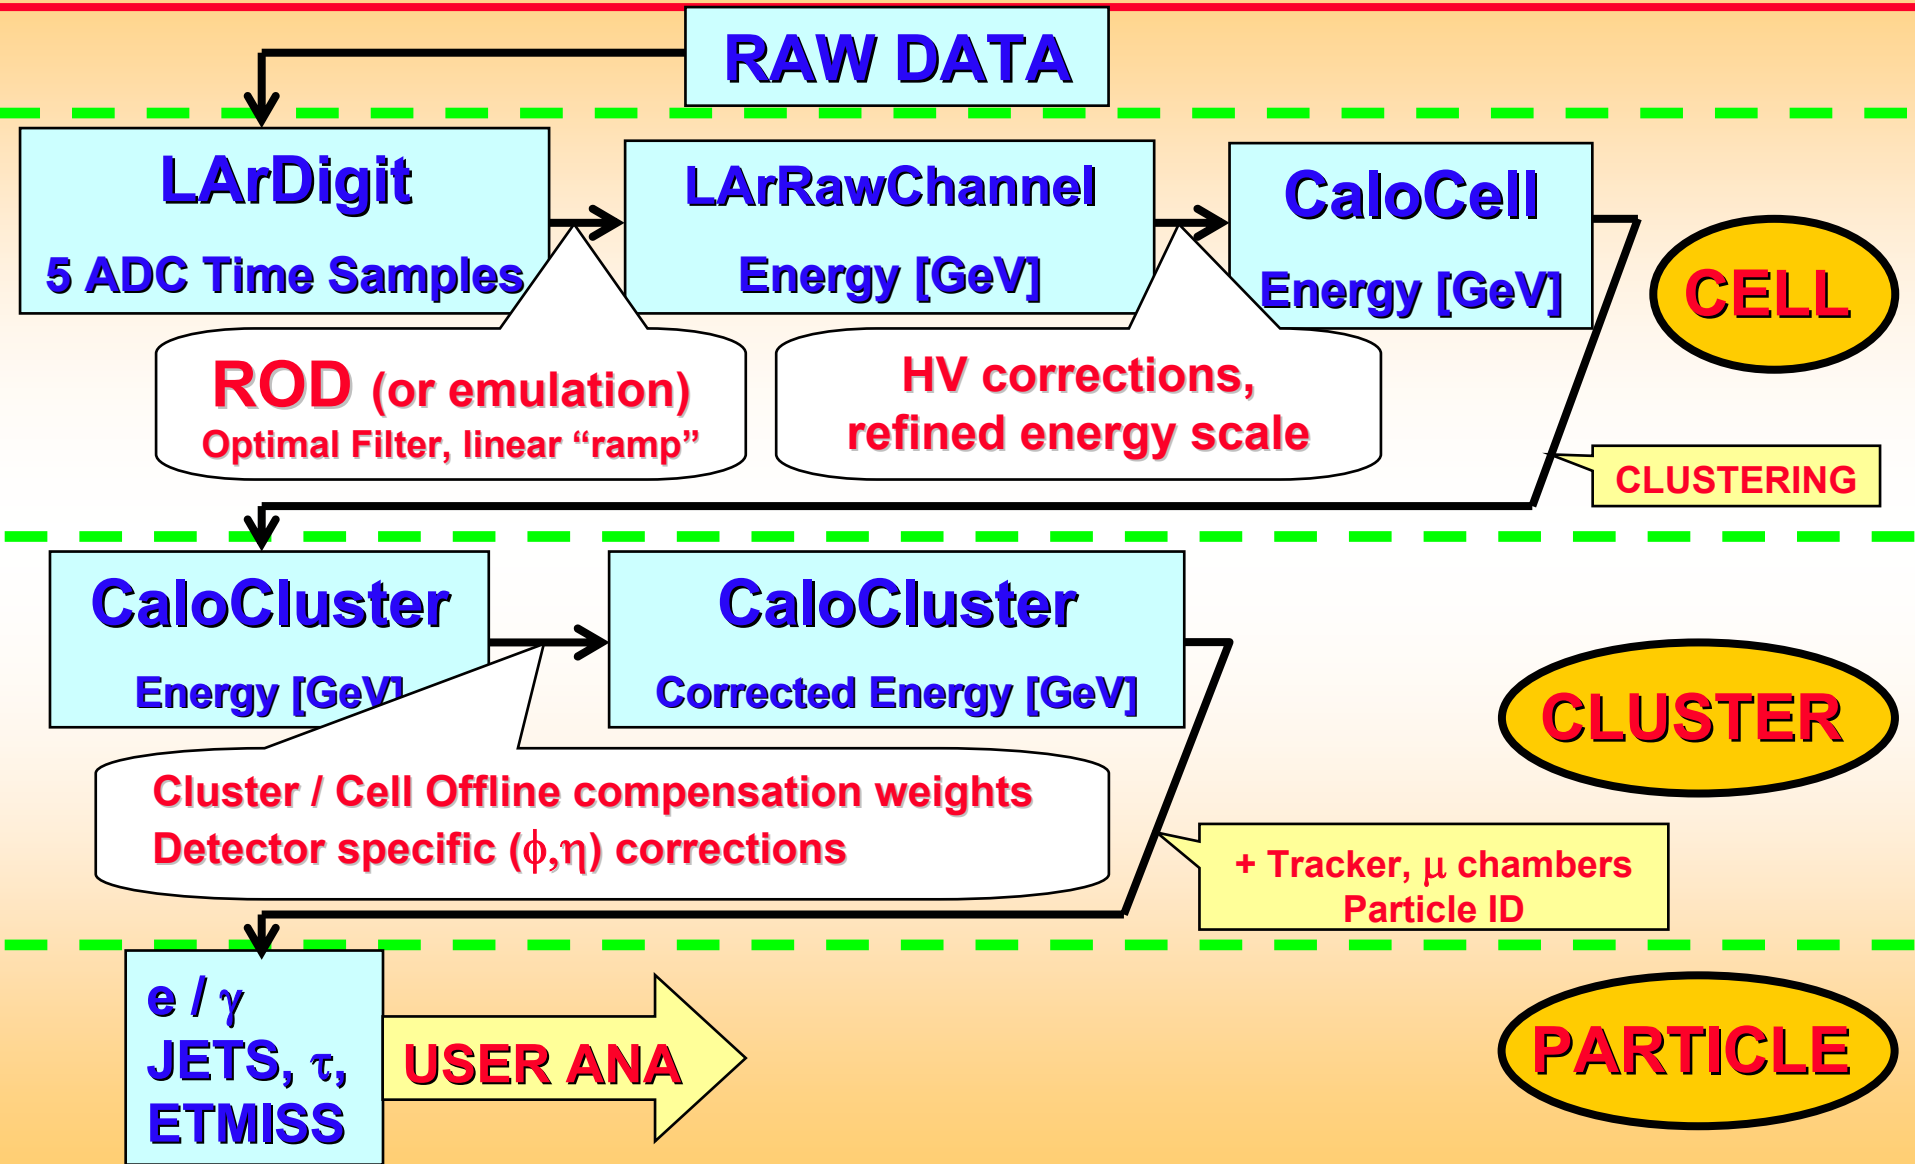 RAW DATA
LArDigit
5 ADC Time Samples
LArRawChannel
Energy [GeV]
CaloCell
Energy [GeV]
CELL
ROD (or emulation)
Optimal Filter, linear “ramp”
HV corrections,
refined energy scale
CLUSTERING
CaloCluster
Energy [GeV]
CaloCluster
Corrected Energy [GeV]
CLUSTER
Cluster / Cell Offline compensation weights
Detector specific (ϕ,η) corrections
+ Tracker, μ chambers
Particle ID
e / γ
JETS, τ,
ETMISS
USER ANA
PARTICLE